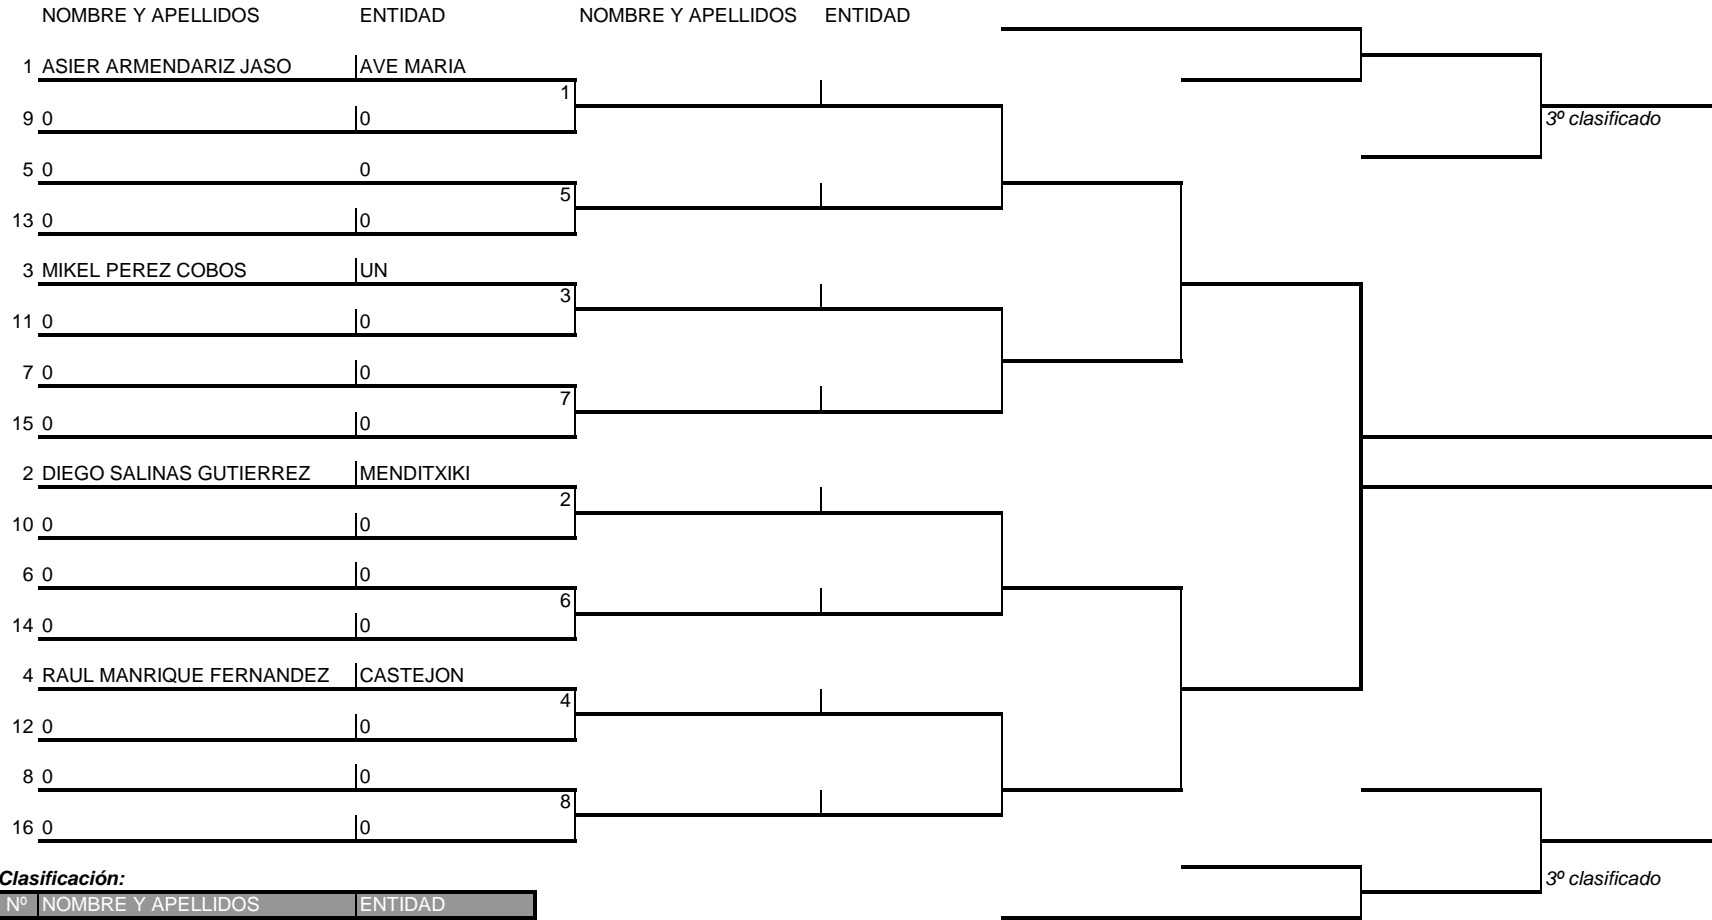 NOMBRE Y APELLIDOS ENTIDAD NOMBRE Y APELLIDOS ENTIDAD
1 ASIER ARMENDARIZ JASO AVE MARIA
1
9 0 0
3º clasificado
5 0 0
5
13 0 0
3 MIKEL PEREZ COBOS UN
3
11 0 0
7 0 0
7
15 0 0
2 DIEGO SALINAS GUTIERREZ MENDITXIKI
2
10 0 0
6 0 0
6
14 0 0
4 RAUL MANRIQUE FERNANDEZ CASTEJON
4
12 0 0
8 0 0
8
16 0 0
Clasificación: 3º clasificado
Nº NOMBRE Y APELLIDOS ENTIDAD